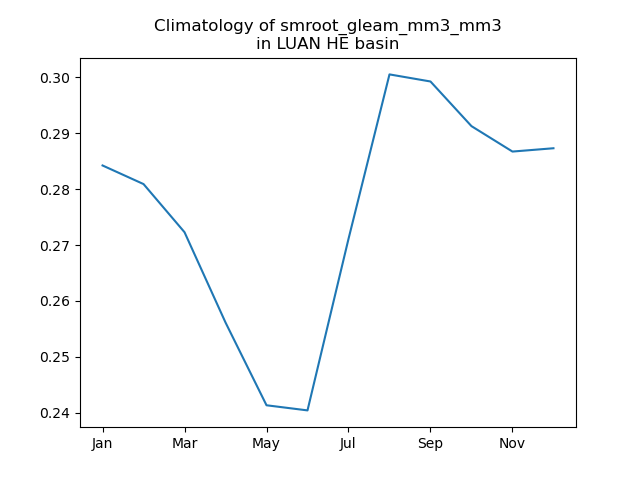 Climatology of smroot_gleam_mm3_mm3
in LUAN HE basin
0.30
0.29
0.28
0.27
0.26
0.25
0.24
Jan Mar May Jul Sep Nov